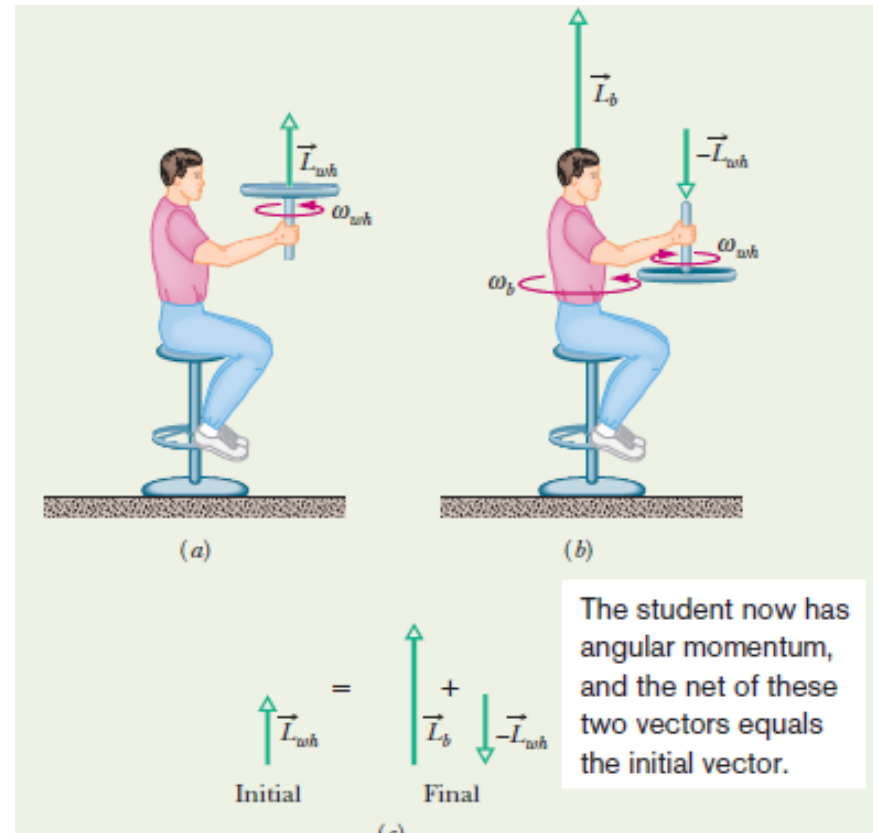 L⃗wh
ωwh
(a)
L⃗b
–L⃗wh
ωwh
ωb
(b)
L⃗wh = L⃗b + –L⃗wh
Initial Final
The student now has
angular momentum,
and the net of these
two vectors equals
the initial vector.
(c)